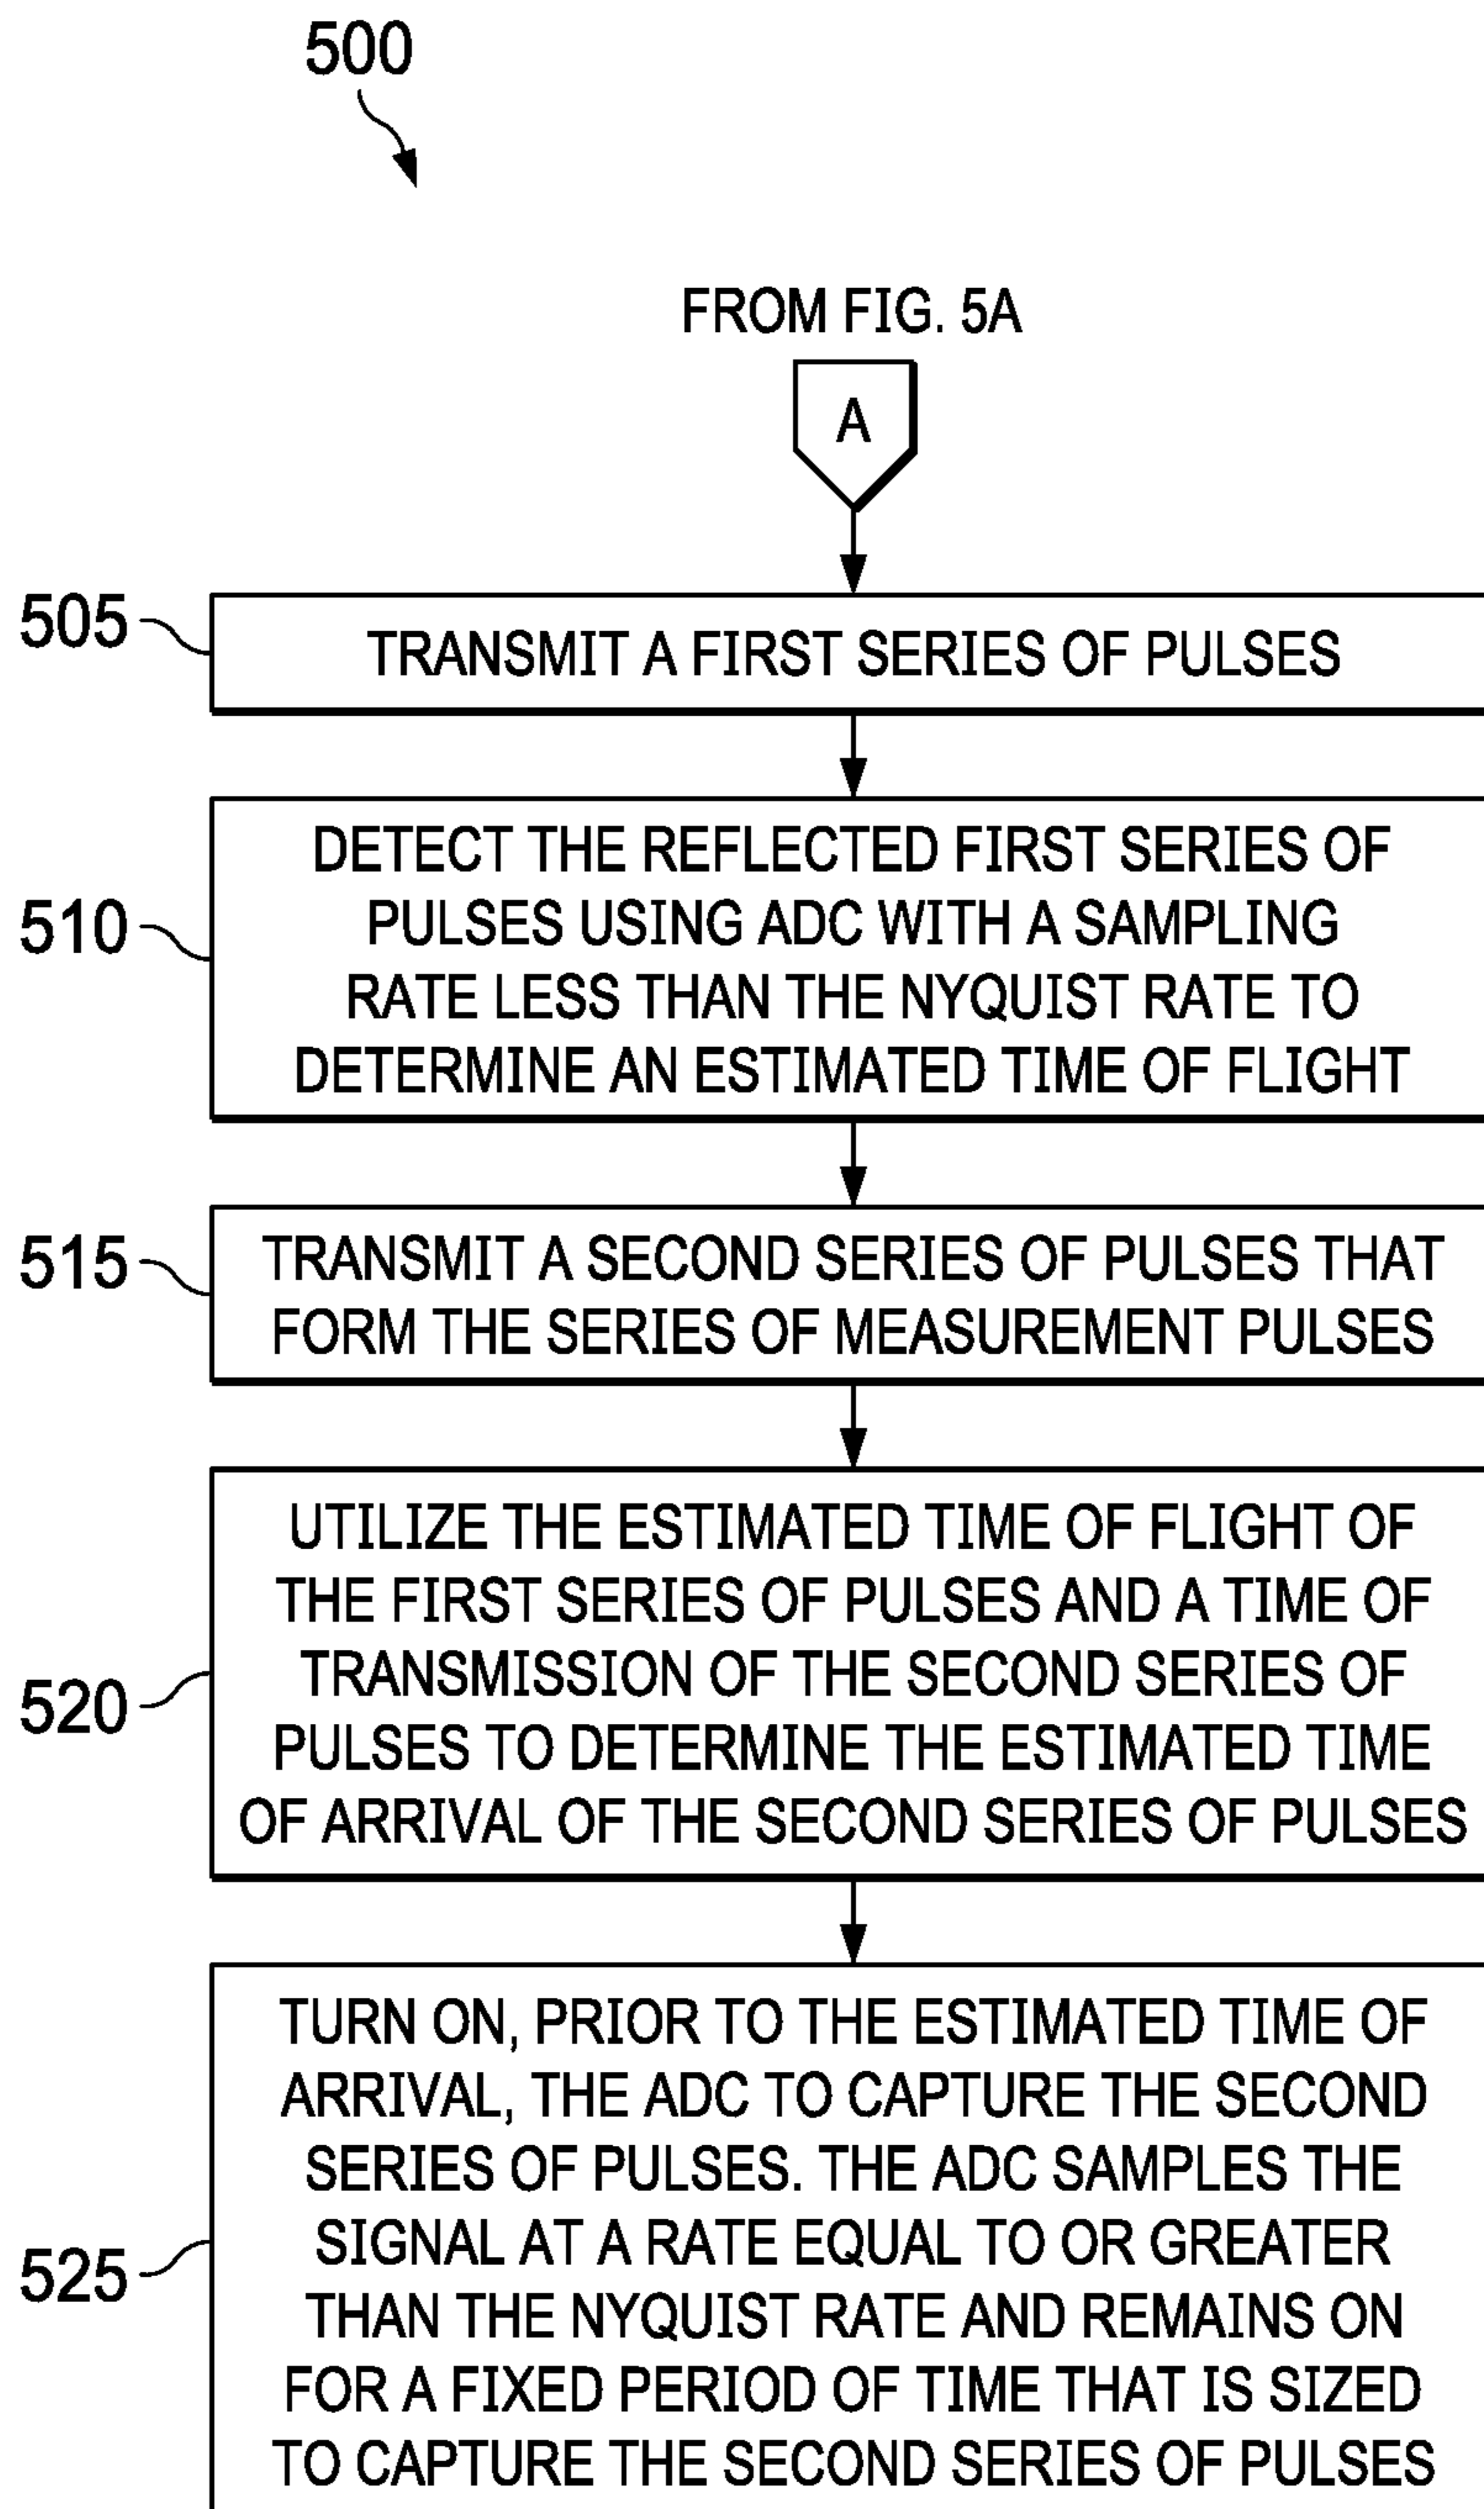 500
FROM FIG. 5A
A
505
TRANSMIT A FIRST SERIES OF PULSES
510
DETECT THE REFLECTED FIRST SERIES OF
PULSES USING ADC WITH A SAMPLING
RATE LESS THAN THE NYQUIST RATE TO
DETERMINE AN ESTIMATED TIME OF FLIGHT
515
TRANSMIT A SECOND SERIES OF PULSES THAT
FORM THE SERIES OF MEASUREMENT PULSES
520
UTILIZE THE ESTIMATED TIME OF FLIGHT OF
THE FIRST SERIES OF PULSES AND A TIME OF
TRANSMISSION OF THE SECOND SERIES OF
PULSES TO DETERMINE THE ESTIMATED TIME
OF ARRIVAL OF THE SECOND SERIES OF PULSES
525
TURN ON, PRIOR TO THE ESTIMATED TIME OF
ARRIVAL, THE ADC TO CAPTURE THE SECOND
SERIES OF PULSES. THE ADC SAMPLES THE
SIGNAL AT A RATE EQUAL TO OR GREATER
THAN THE NYQUIST RATE AND REMAINS ON
FOR A FIXED PERIOD OF TIME THAT IS SIZED
TO CAPTURE THE SECOND SERIES OF PULSES